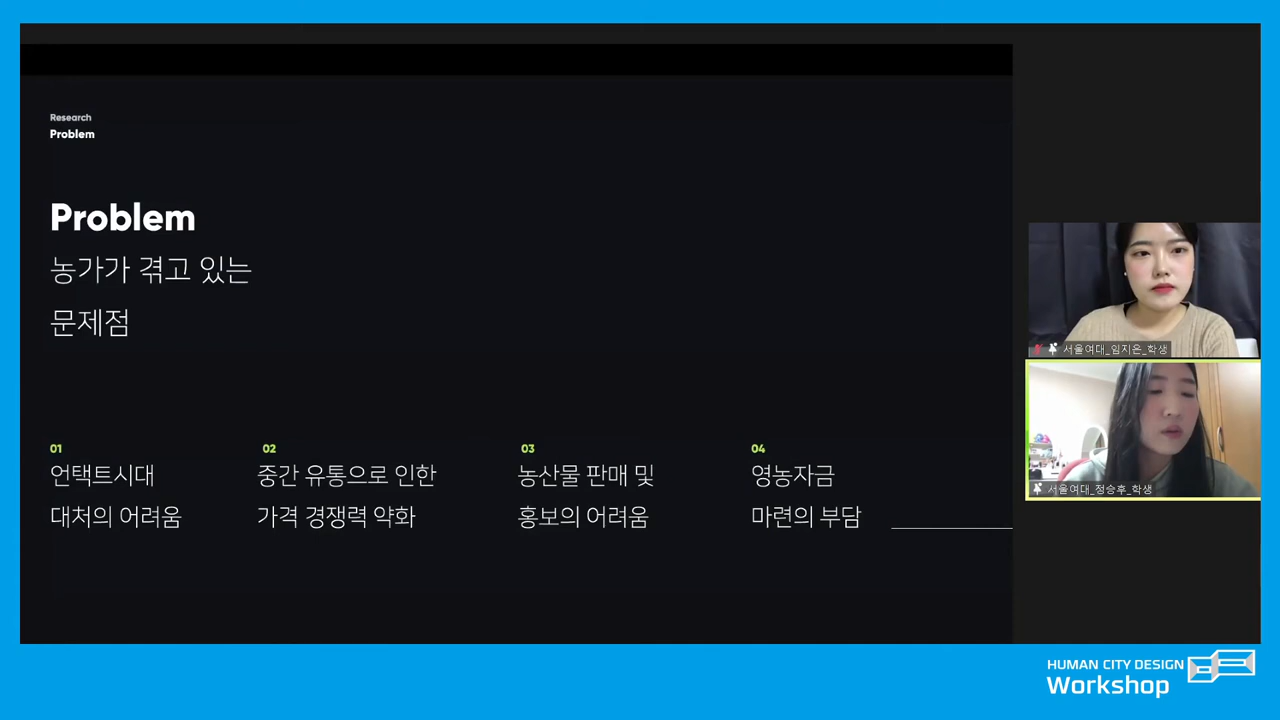 Research
Problem
Problem
농가가 겪고 있는
문제점
01
언택트시대
대처의 어려움
02
중간 유통으로 인한
가격 경쟁력 약화
03
농산물 판매 및
홍보의 어려움
04
영농자금
마련의 부담
서울여대_임지은_학생
서울여대_정승후_학생
HUMAN CITY DESIGN
Workshop